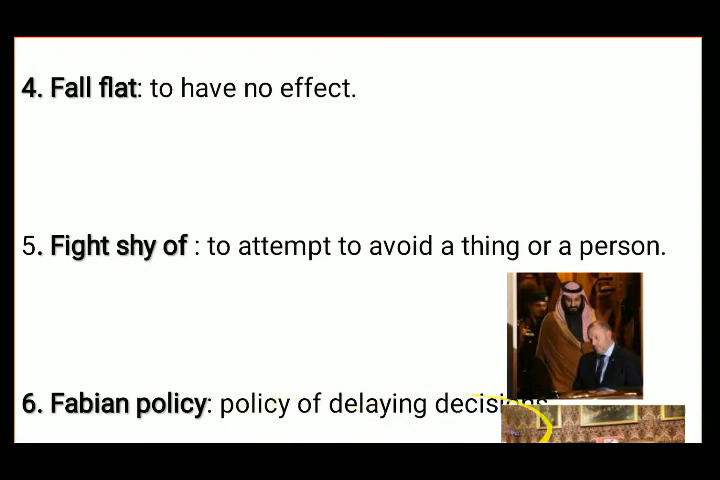 4. Fall flat: to have no effect.
5. Fight shy of : to attempt to avoid a thing or a person.
6. Fabian policy: policy of delaying decisions